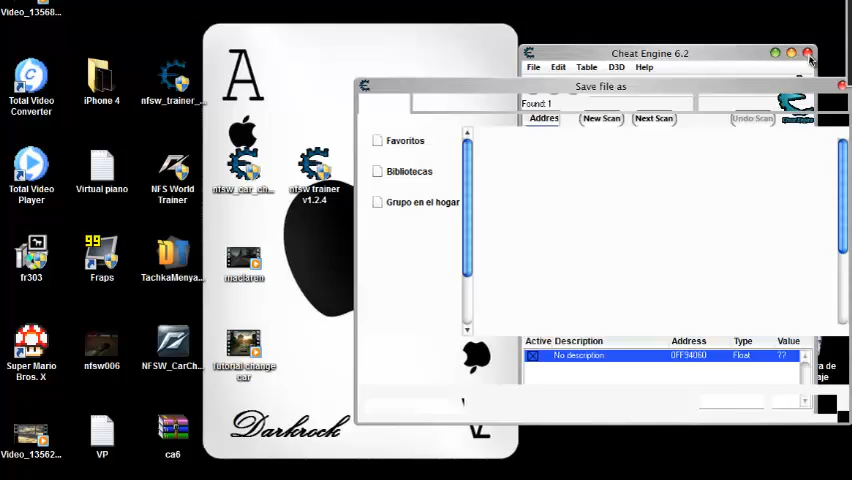 Video_13568...
Total Video
Converter
iPhone 4
nfsw_trainer_...
Total Video
Player
Virtual piano
NFS World
Trainer
nfsw_car_ch...
nfsw trainer
v1.2.4
fr303
99
Fraps
TachkaMenya...
maclaren
Super Mario
Bros. X
nfsw006
NFSW_CarCh...
Tutorial change
car
Video_13562...
VP
ca6
A
Darkrock
Cheat Engine 6.2
File Edit Table D3D Help
Save file as
Found: 1
Addres
New Scan
Next Scan
Undo Scan
Favoritos
Bibliotecas
Grupo en el hogar
Active Description Address Type Value
No description 0FF94060 Float ??